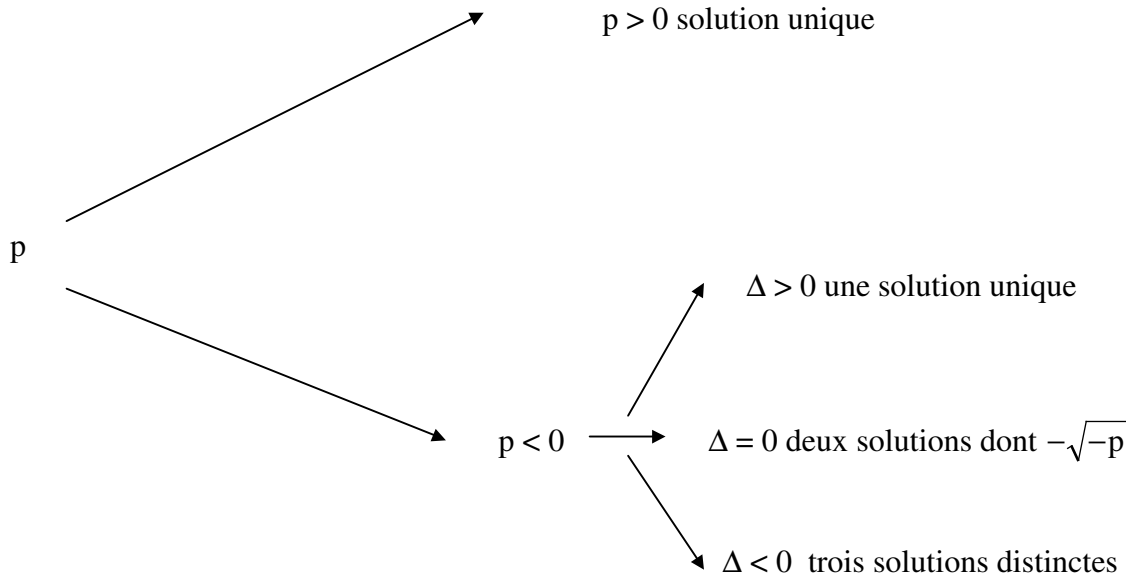 p > 0 solution unique
p
Δ > 0 une solution unique
p < 0
Δ = 0 deux solutions dont −√−p
Δ < 0 trois solutions distinctes